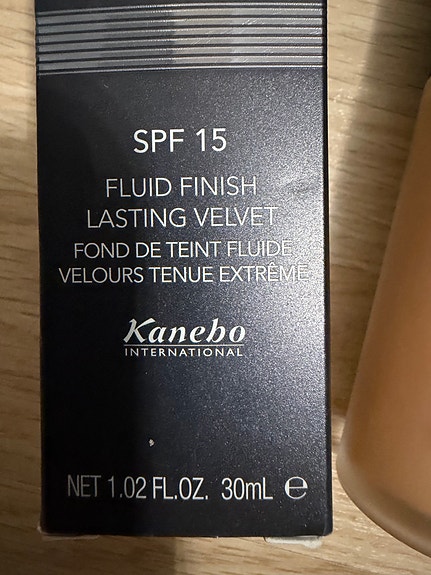 SPF 15
FLUID FINISH
LASTING VELVET
FOND DE TEINT FLUIDE
VELOURS TENUE EXTRÊME
Kanebo
INTERNATIONAL
NET 1.02 FL.OZ. 30mL ℮